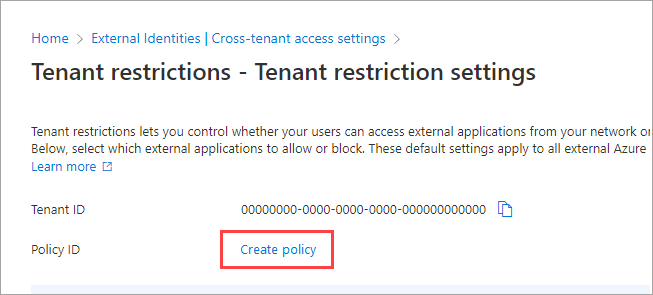 Home > External Identities | Cross-tenant access settings >
Tenant restrictions - Tenant restriction settings
Tenant restrictions lets you control whether your users can access external applications from your network or
Below, select which external applications to allow or block. These default settings apply to all external Azure
Learn more
Tenant ID 00000000-0000-0000-0000-000000000000
Policy ID Create policy